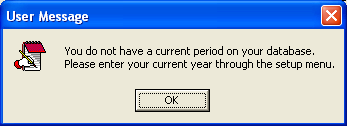 User Message
You do not have a current period on your database.
Please enter your current year through the setup menu.
OK